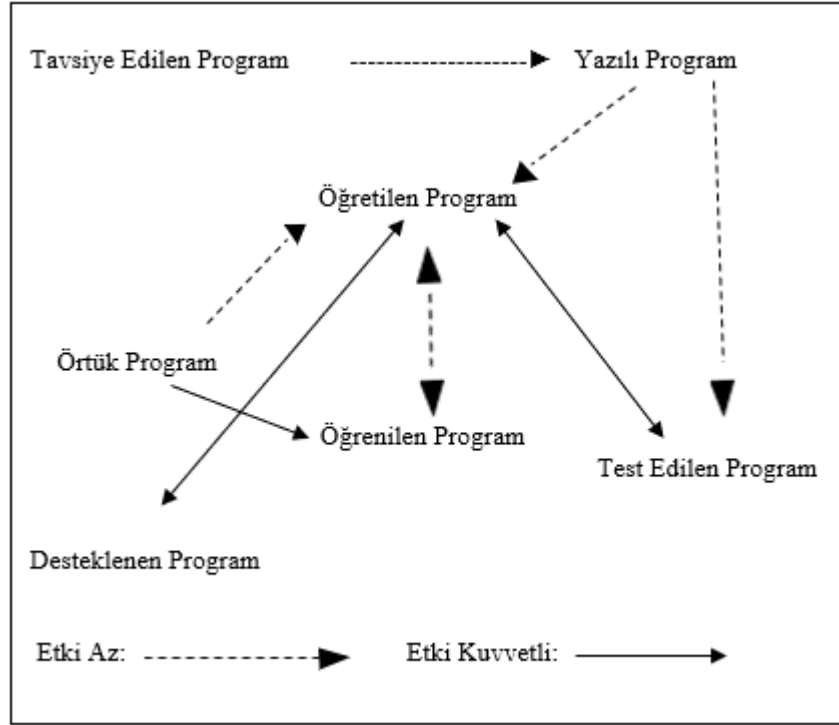 Tavsiye Edilen Program
Yazılı Program
Öğretilen Program
Örtük Program
Öğrenilen Program
Test Edilen Program
Desteklenen Program
Etki Az:
Etki Kuvvetli: